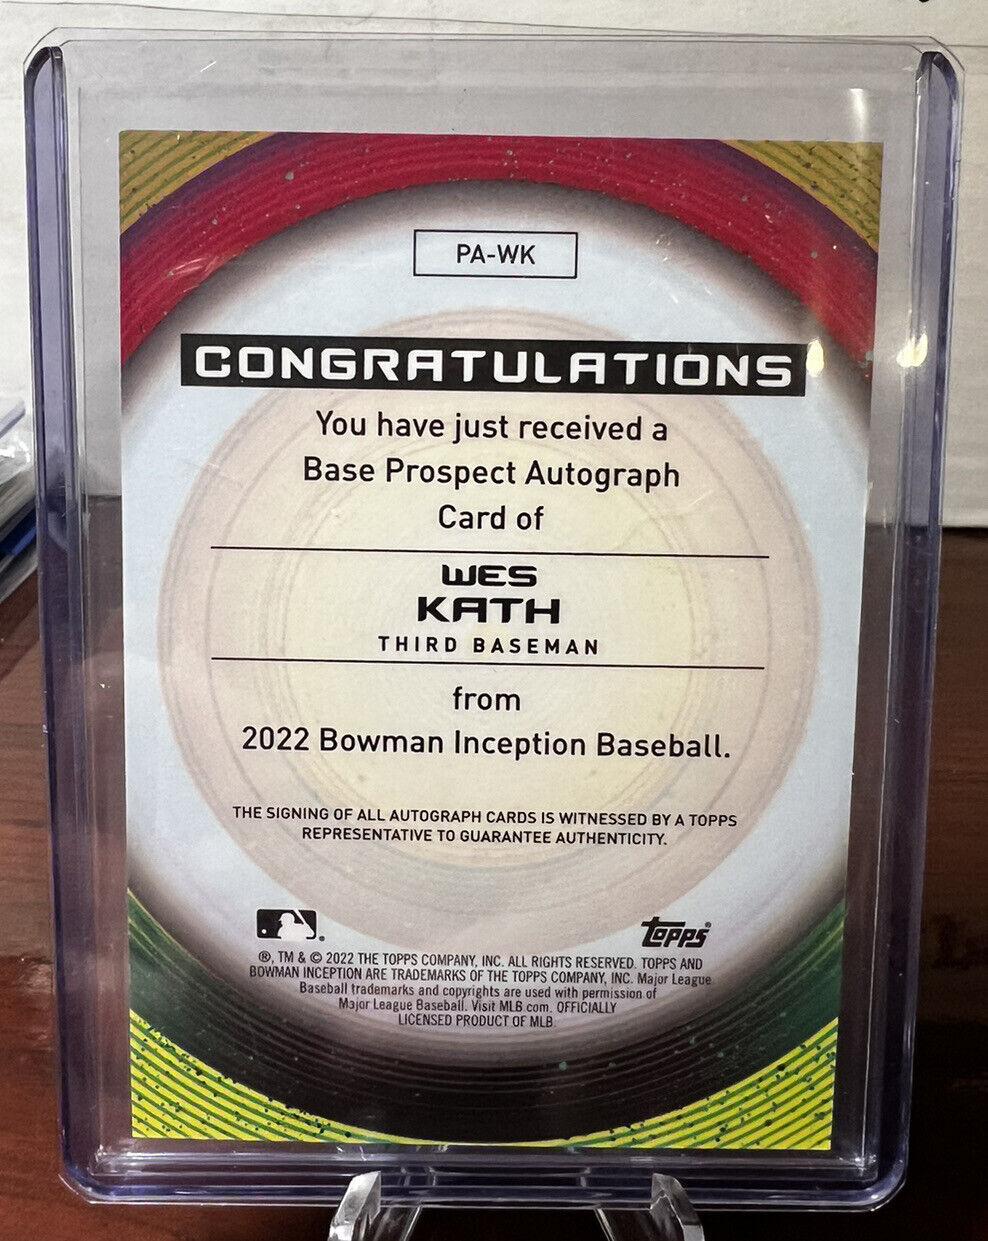 PA-WK
CONGRATULATIONS
You have just received a
Base Prospect Autograph
Card of
WES
KATH
THIRD BASEMAN
from
2022 Bowman Inception Baseball.
THE SIGNING OF ALL AUTOGRAPH CARDS IS WITNESSED BY A TOPPS
REPRESENTATIVE TO GUARANTEE AUTHENTICITY.
topps®
®, TM & © 2022 THE TOPPS COMPANY, INC. ALL RIGHTS RESERVED. TOPPS AND
BOWMAN INCEPTION ARE TRADEMARKS OF THE TOPPS COMPANY, INC. Major League
Baseball trademarks and copyrights are used with permission of
Major League Baseball. Visit MLB.com. OFFICIALLY
LICENSED PRODUCT OF MLB.